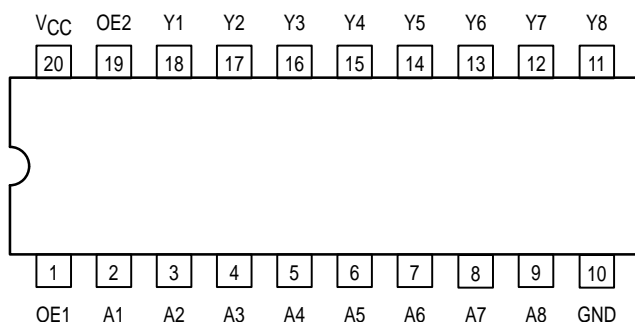 VCC OE2 Y1 Y2 Y3 Y4 Y5 Y6 Y7 Y8
20 19 18 17 16 15 14 13 12 11
1 2 3 4 5 6 7 8 9 10
OE1 A1 A2 A3 A4 A5 A6 A7 A8 GND